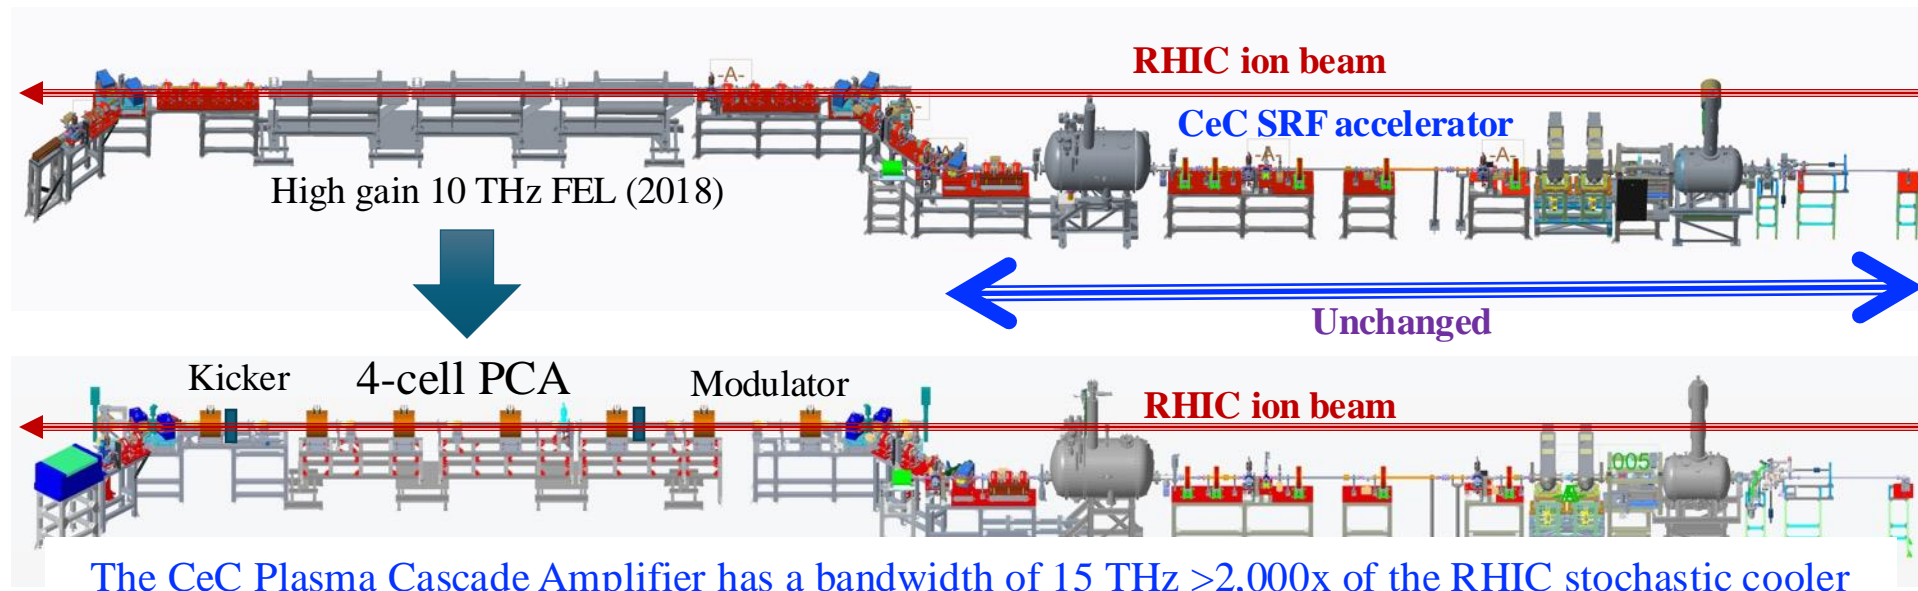 RHIC ion beam
-A-
CeC SRF accelerator
-A-
-A-
High gain 10 THz FEL (2018)
Unchanged
Kicker
4-cell PCA
Modulator
RHIC ion beam
005
The CeC Plasma Cascade Amplifier has a bandwidth of 15 THz >2,000x of the RHIC stochastic cooler